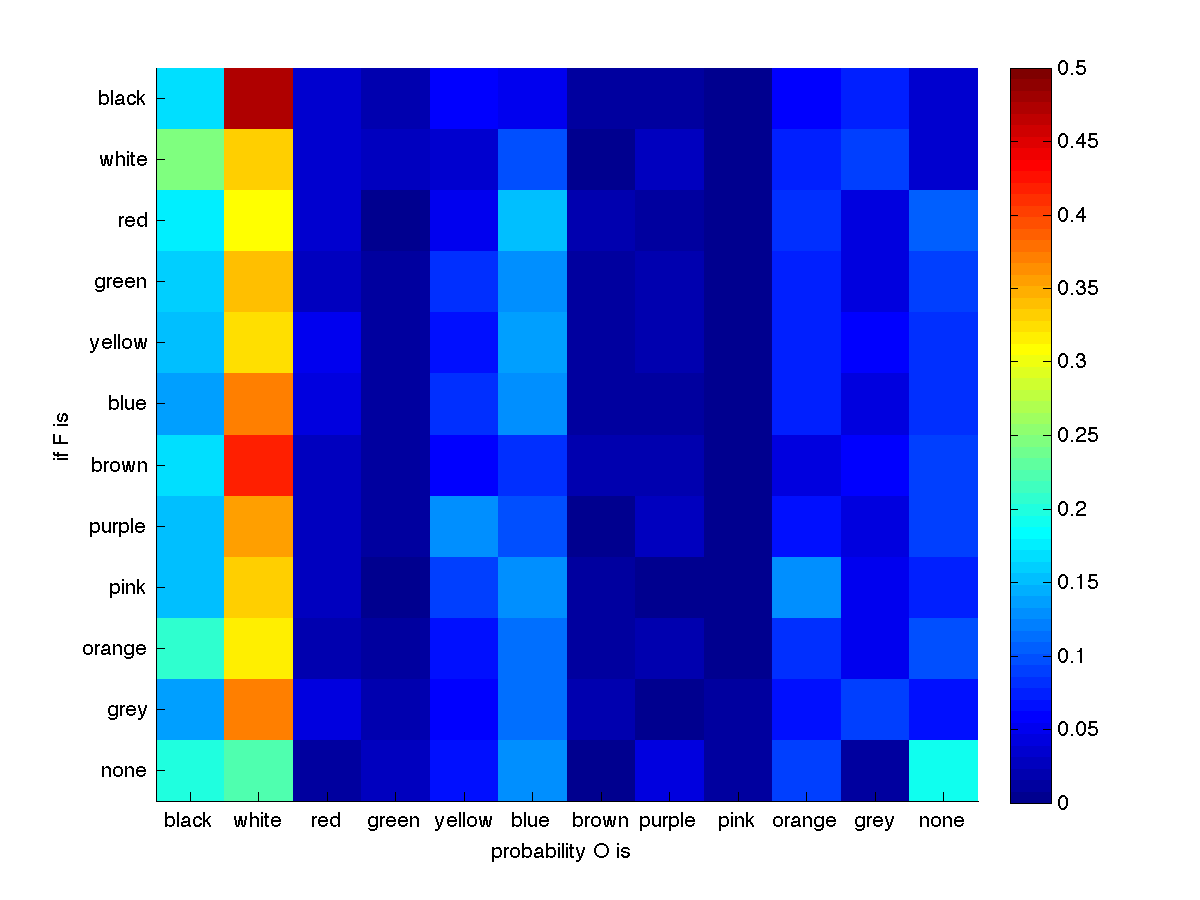 black
white
red
green
yellow
blue
brown
purple
pink
orange
grey
none
if F is
black white red green yellow blue brown purple pink orange grey none
probability O is
0.5
0.45
0.4
0.35
0.3
0.25
0.2
0.15
0.1
0.05
0